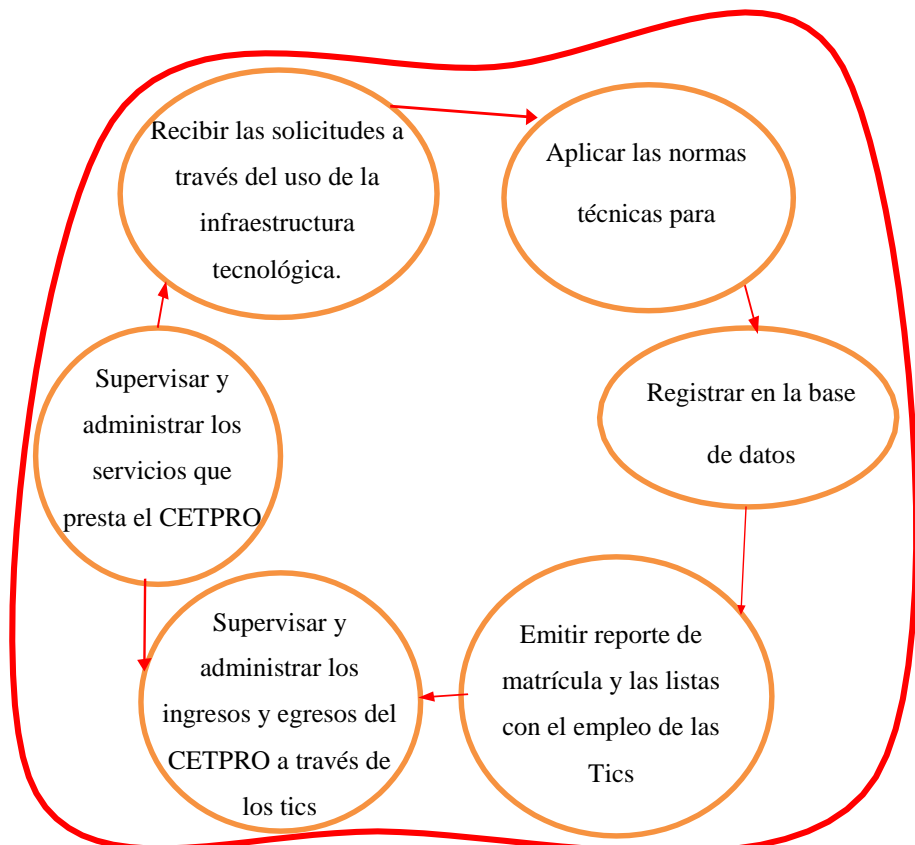 Recibir las solicitudes a
través del uso de la
infraestructura
tecnológica.
Aplicar las normas
técnicas para
Registrar en la base
de datos
Emitir reporte de
matrícula y las listas
con el empleo de las
Tics
Supervisar y
administrar los
ingresos y egresos del
CETPRO a través de
los tics
Supervisar y
administrar los
servicios que
presta el CETPRO